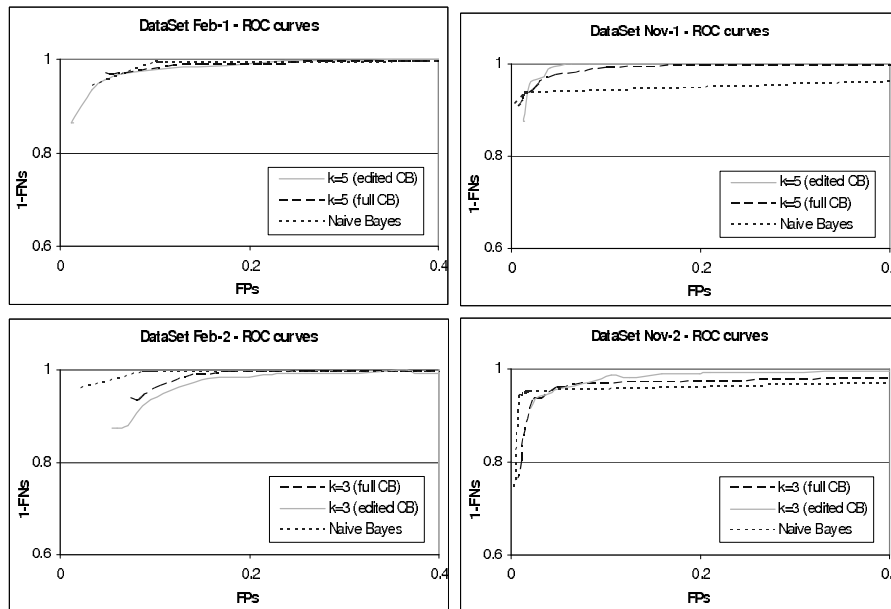 DataSet Feb-1 - ROC curves
1
0.8
0.6
1-FNs
0
0.2
0.4
FPs
k=5 (edited CB)
k=5 (full CB)
Naive Bayes
DataSet Nov-1 - ROC curves
1
0.8
0.6
1-FNs
0
0.2
0.4
FPs
k=5 (edited CB)
k=5 (full CB)
Naive Bayes
DataSet Feb-2 - ROC curves
1
0.8
0.6
1-FNs
0
0.2
0.4
FPs
k=3 (full CB)
k=3 (edited CB)
Naive Bayes
DataSet Nov-2 - ROC curves
1
0.8
0.6
1-FNs
0
0.2
FPs
k=3 (full CB)
k=3 (edited CB)
Naive Bayes